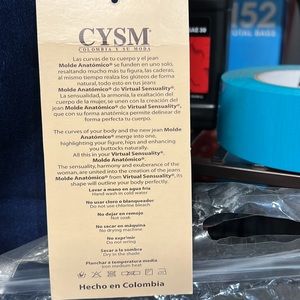 CYSM
COLOMBIA Y SU MODA
Las curvas de tu cuerpo y el jean
Molde Anatómico® se funden en uno solo,
resaltando mucho más tu figura, las caderas,
al mismo tiempo realza los glúteos de forma
natural, todo esto en tus jeans
Molde Anatómico® de Virtual Sensuality®.
La sensualidad, la armonía, la exaltación del
cuerpo de la mujer, se unen con la creación del
jean Molde Anatómico® de Virtual Sensuality®,
que con su forma anatómica permite delinear de
forma perfecta tu cuerpo.
The curves of your body and the new jean Molde
Anatómico® merge into one,
highlighting your figure, hips and enhancing
you buttocks naturally.
All this in your Virtual Sensuality®.
Molde Anatómico®.
The sensuality, harmony and exuberance of the
woman, are united into the creation of the jeans
Molde Anatómico® from Virtual Sensuality®, its
shape will outline your body perfectly.
Lavar a mano en agua fria
Hand wash in cold water
No usar cloro o blanqueador
Do not use chlorine bleach
No dejar en remojo
Not soak
No secar en máquina
No drying machine
No exprimir
Do not wring
Secar a la sombra
Dry in the shade
Planchar a temperatura media
Iron medium heat
Hecho en Colombia
152
TOTAL BAGS